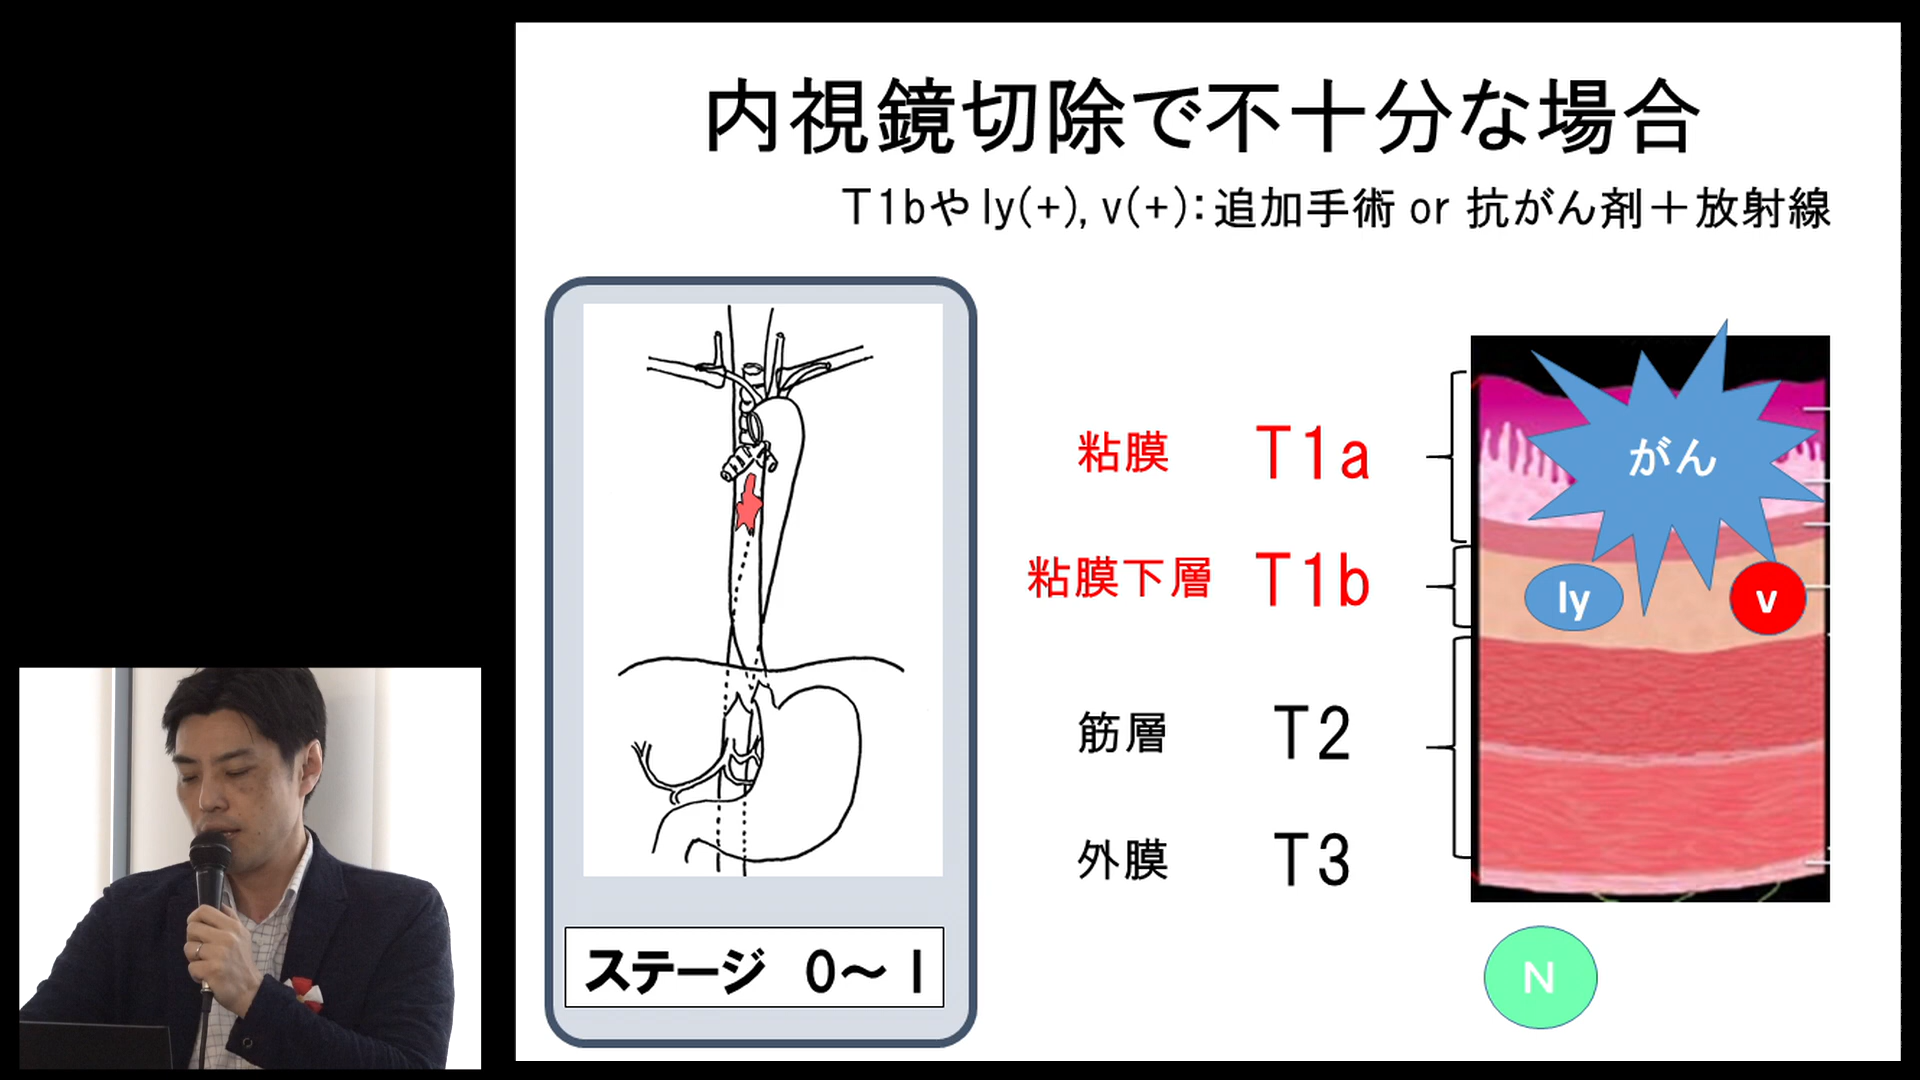 内視鏡切除で不十分な場合
T1bや ly(+), v(+):追加手術 or 抗がん剤＋放射線
粘膜 T1a
がん
粘膜下層 T1b
ly
v
筋層 T2
外膜 T3
ステージ 0～Ⅰ
N